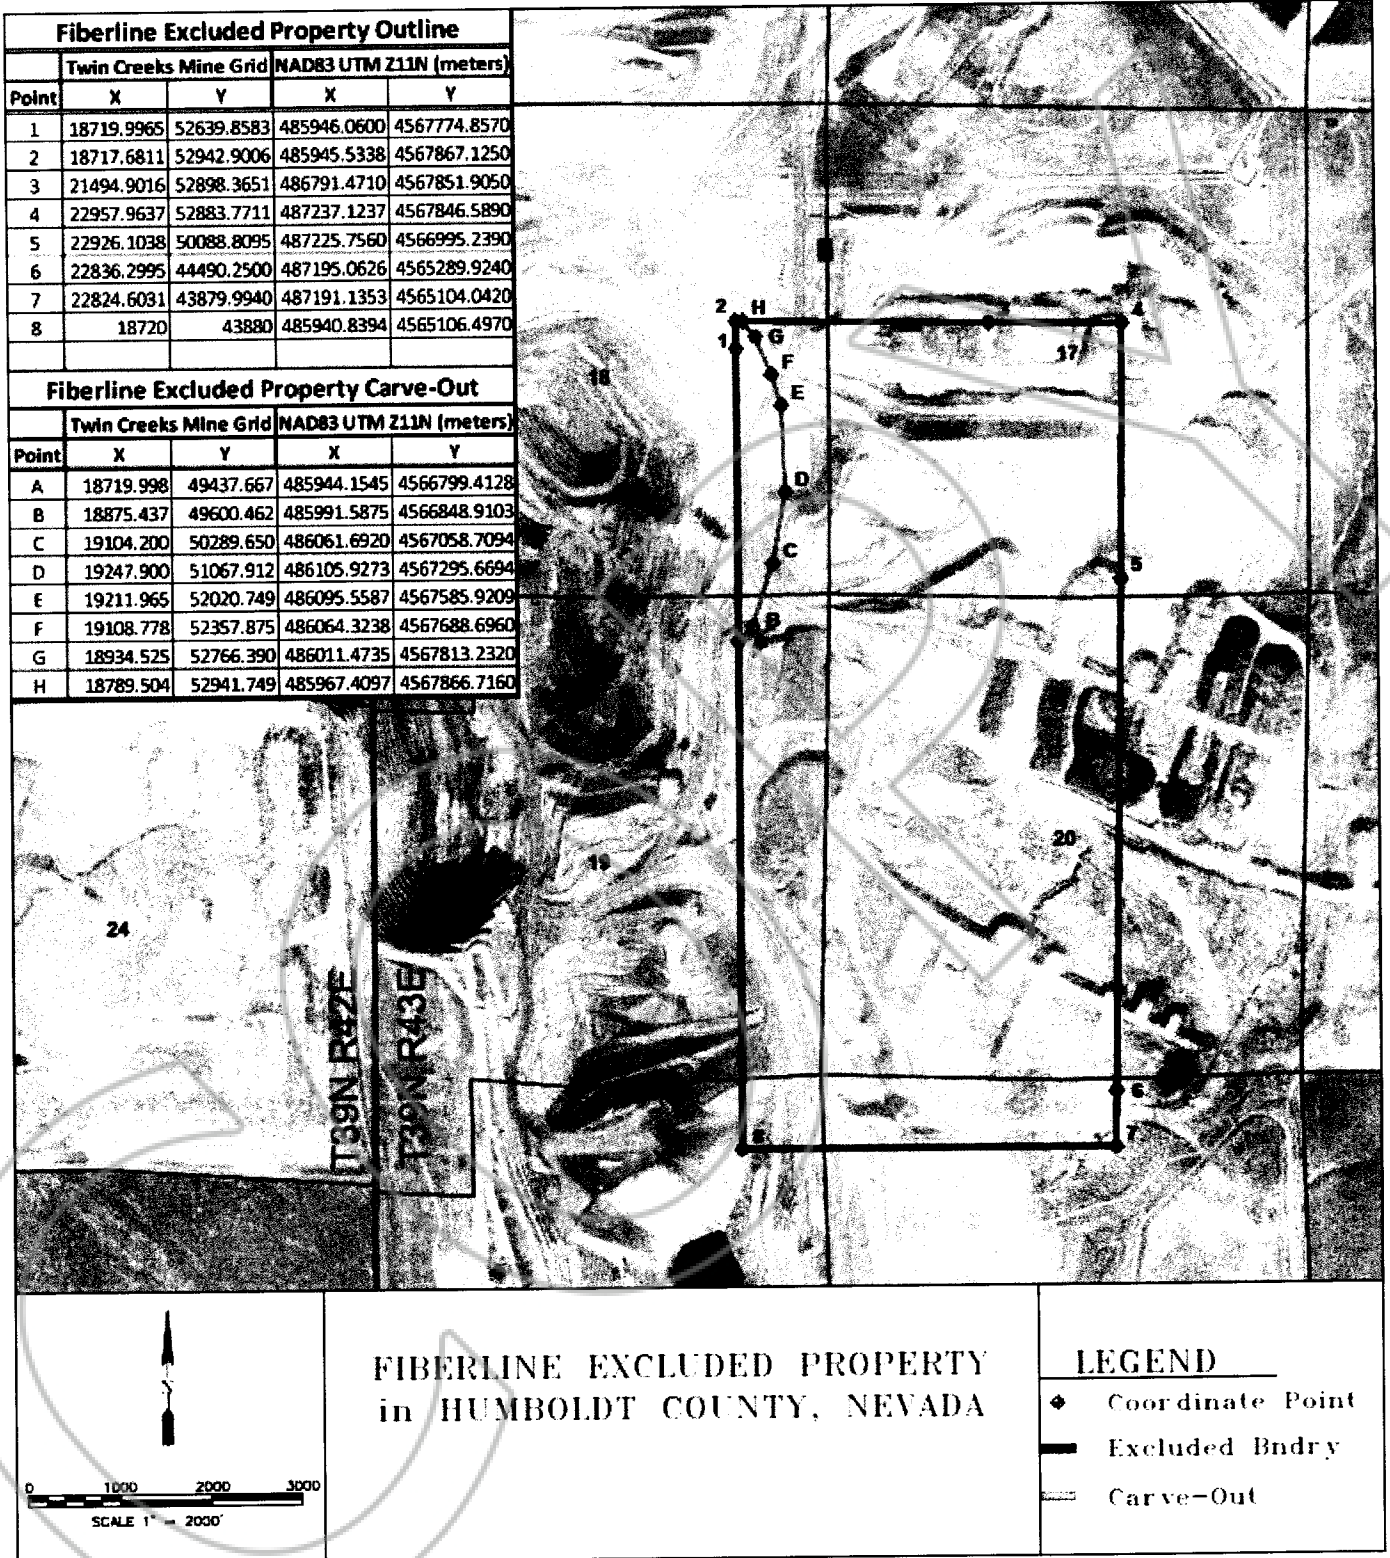 Fiberline Excluded Property Outline
Twin Creeks Mine Grid NAD83 UTM Z11N (meters)
Point X Y X Y
1 18719.9965 52639.8583 485946.0600 4567774.8570
2 18717.6811 52942.9006 485945.5338 4567867.1250
3 21494.9016 52898.3651 486791.4710 4567851.9050
4 22957.9637 52883.7711 487237.1237 4567846.5890
5 22926.1038 50088.8095 487225.7560 4566995.2390
6 22836.2995 44490.2500 487195.0626 4565289.9240
7 22824.6031 43879.9940 487191.1353 4565104.0420
8 18720 43880 485940.8394 4565106.4970
Fiberline Excluded Property Carve-Out
Twin Creeks Mine Grid NAD83 UTM Z11N (meters)
Point X Y X Y
A 18719.998 49437.667 485944.1545 4566799.4128
B 18875.437 49600.462 485991.5875 4566848.9103
C 19104.200 50289.650 486061.6920 4567058.7094
D 19247.900 51067.912 486105.9273 4567295.6694
E 19211.965 52020.749 486095.5587 4567585.9209
F 19108.778 52357.875 486064.3238 4567688.6960
G 18934.525 52766.390 486011.4735 4567813.2320
H 18789.504 52941.749 485967.4097 4567866.7160
2 H
4
1 G
17
F
18
E
D
C
5
B
20
19
24
T39N R42E
T39N R43E
6
8
7
FIBERLINE EXCLUDED PROPERTY
in HUMBOLDT COUNTY, NEVADA
LEGEND
Coordinate Point
Excluded Bndry
Carve-Out
0 1000 2000 3000
SCALE 1" = 2000'